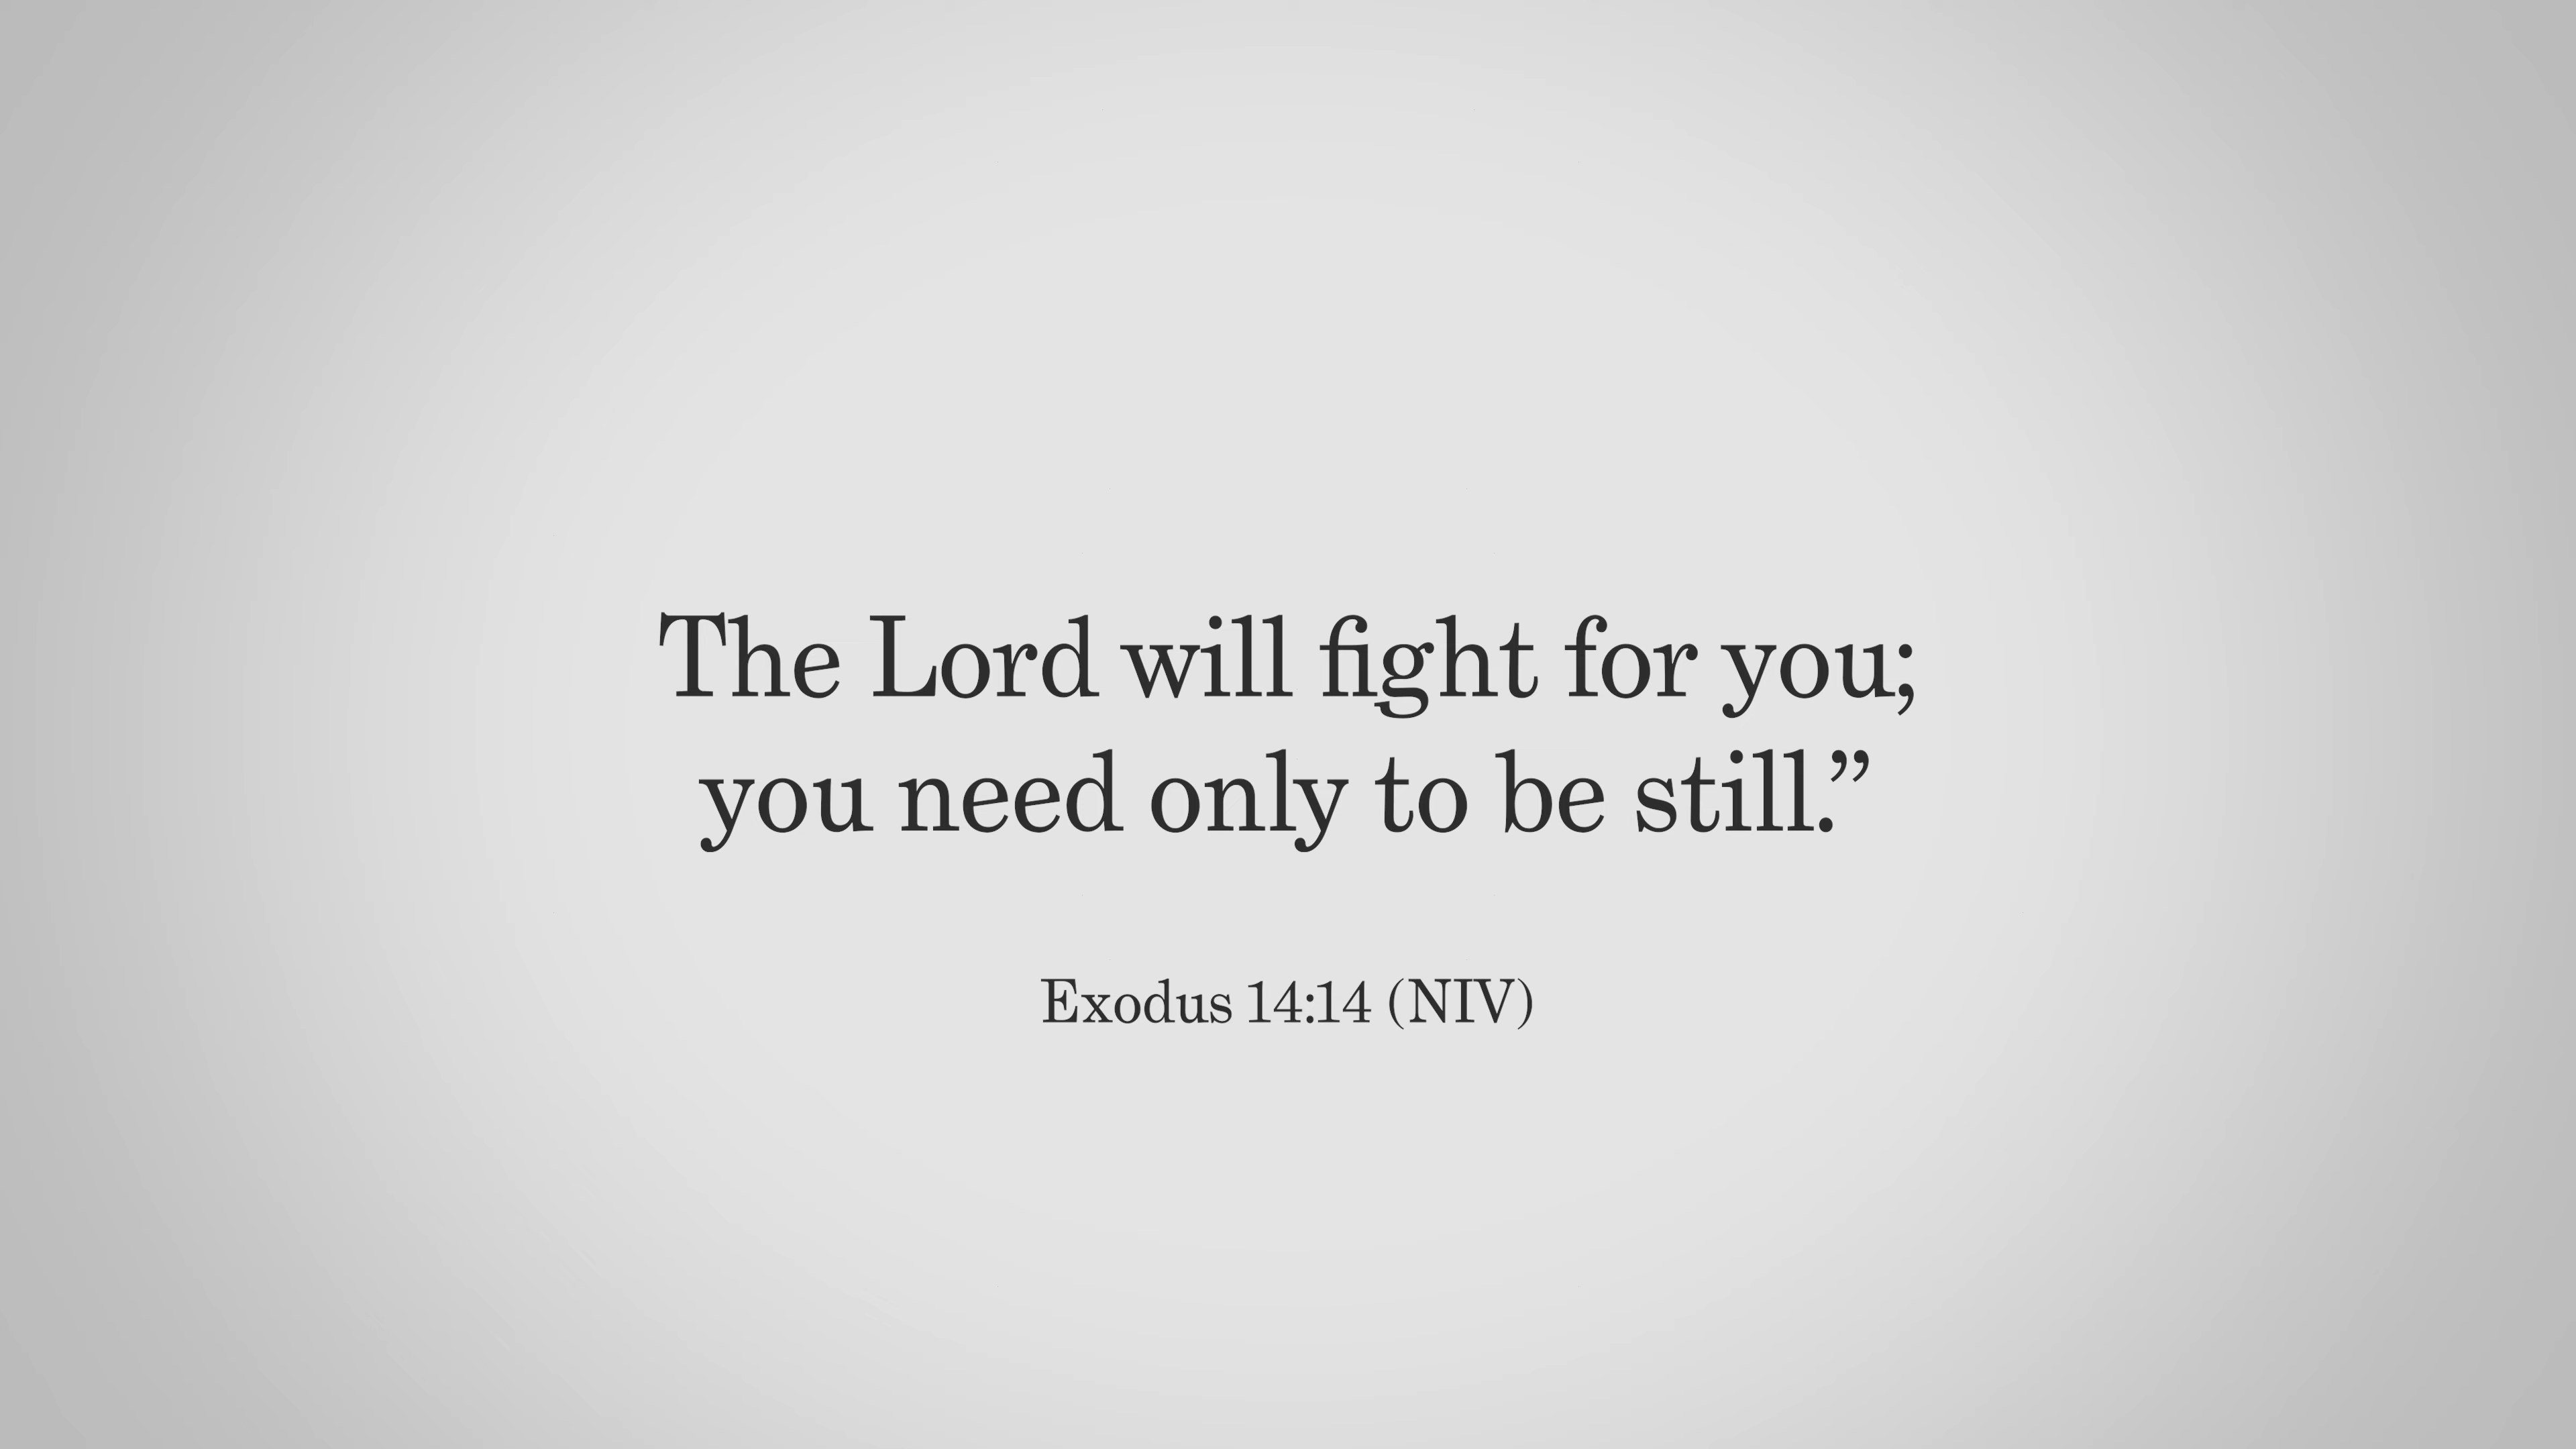 The Lord will fight for you;
you need only to be still.”
Exodus 14:14 (NIV)